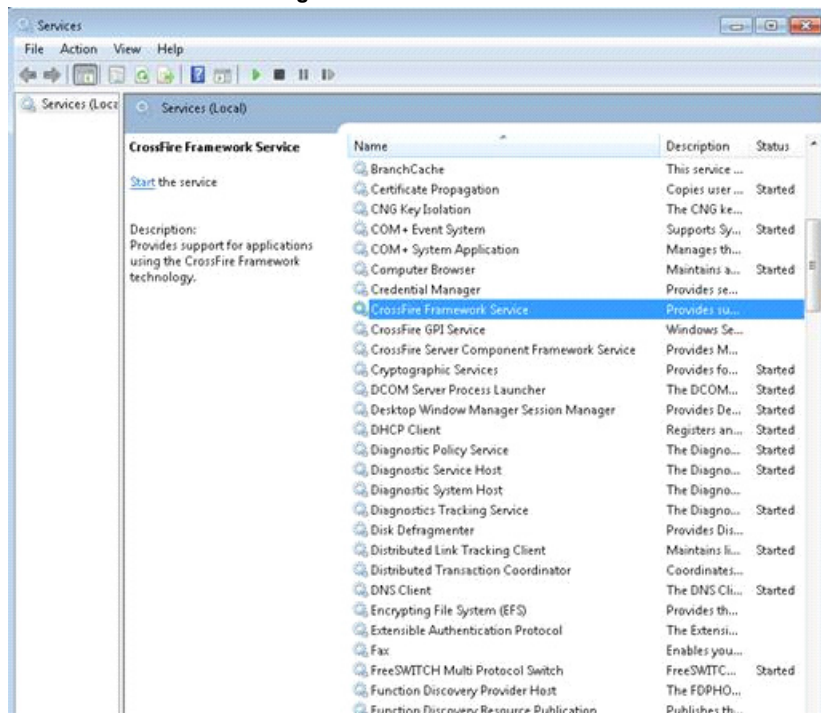 Services
File Action View Help
Services (Loca
Services (Local)
CrossFire Framework Service
Start the service
Description:
Provides support for applications
using the CrossFire Framework
technology.
Name Description Status
BranchCache This service ...
Certificate Propagation Copies user ... Started
CNG Key Isolation The CNG ke...
COM+ Event System Supports Sy... Started
COM+ System Application Manages th...
Computer Browser Maintains a... Started
Credential Manager Provides se...
CrossFire Framework Service Provides su...
CrossFire GPI Service Windows Se...
CrossFire Server Component Framework Service Provides M...
Cryptographic Services Provides fo... Started
DCOM Server Process Launcher The DCOM... Started
Desktop Window Manager Session Manager Provides De... Started
DHCP Client Registers an... Started
Diagnostic Policy Service The Diagno... Started
Diagnostic Service Host The Diagno... Started
Diagnostic System Host The Diagno...
Diagnostics Tracking Service The Diagno... Started
Disk Defragmenter Provides Dis...
Distributed Link Tracking Client Maintains li... Started
Distributed Transaction Coordinator Coordinates...
DNS Client The DNS Cli... Started
Encrypting File System (EFS) Provides th...
Extensible Authentication Protocol The Extensi...
Fax Enables you...
FreeSWITCH Multi Protocol Switch FreeSWITC... Started
Function Discovery Provider Host The FDPHO...
Function Discovery Resource Publication Publishes th...